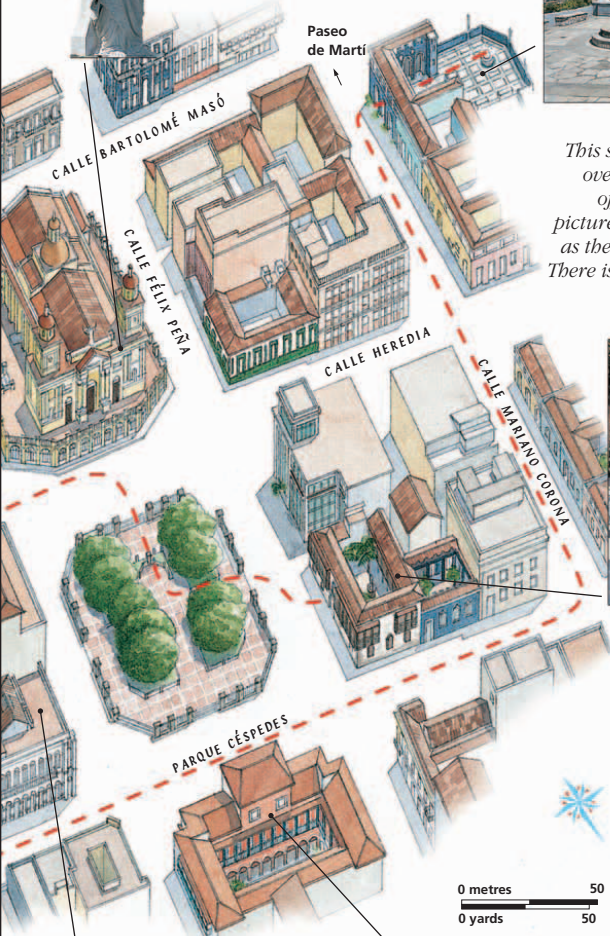 Paseo
de Martí
CALLE BARTOLOMÉ MASÓ
This s
ove
of
picture
as the
There is
CALLE FÉLIX PEÑA
CALLE HEREDIA
CALLE MARIANO CORONA
PARQUE CÉSPEDES
0 metres 50
0 yards 50